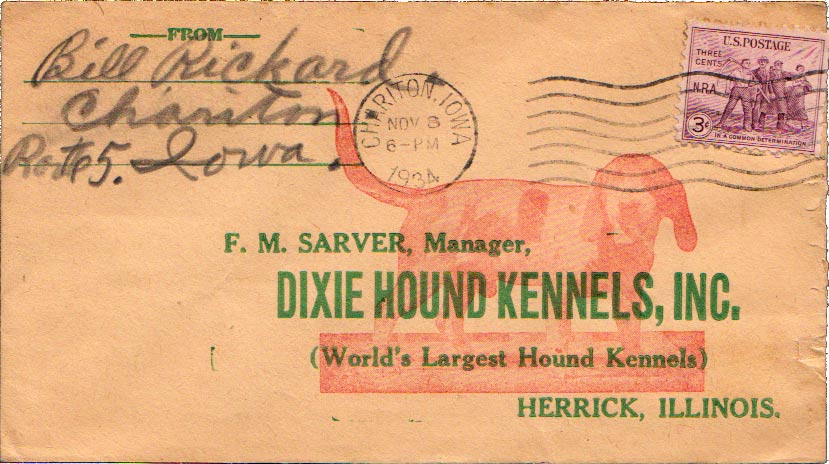 FROM
Bill Rickard
Chariton
Route 5. Iowa.
CHARITON, IOWA
NOV 8
6-PM
1934
U.S. POSTAGE
THREE CENTS
NRA
3¢
IN A COMMON DETERMINATION
F. M. SARVER, Manager,
DIXIE HOUND KENNELS, INC.
(World's Largest Hound Kennels)
HERRICK, ILLINOIS.